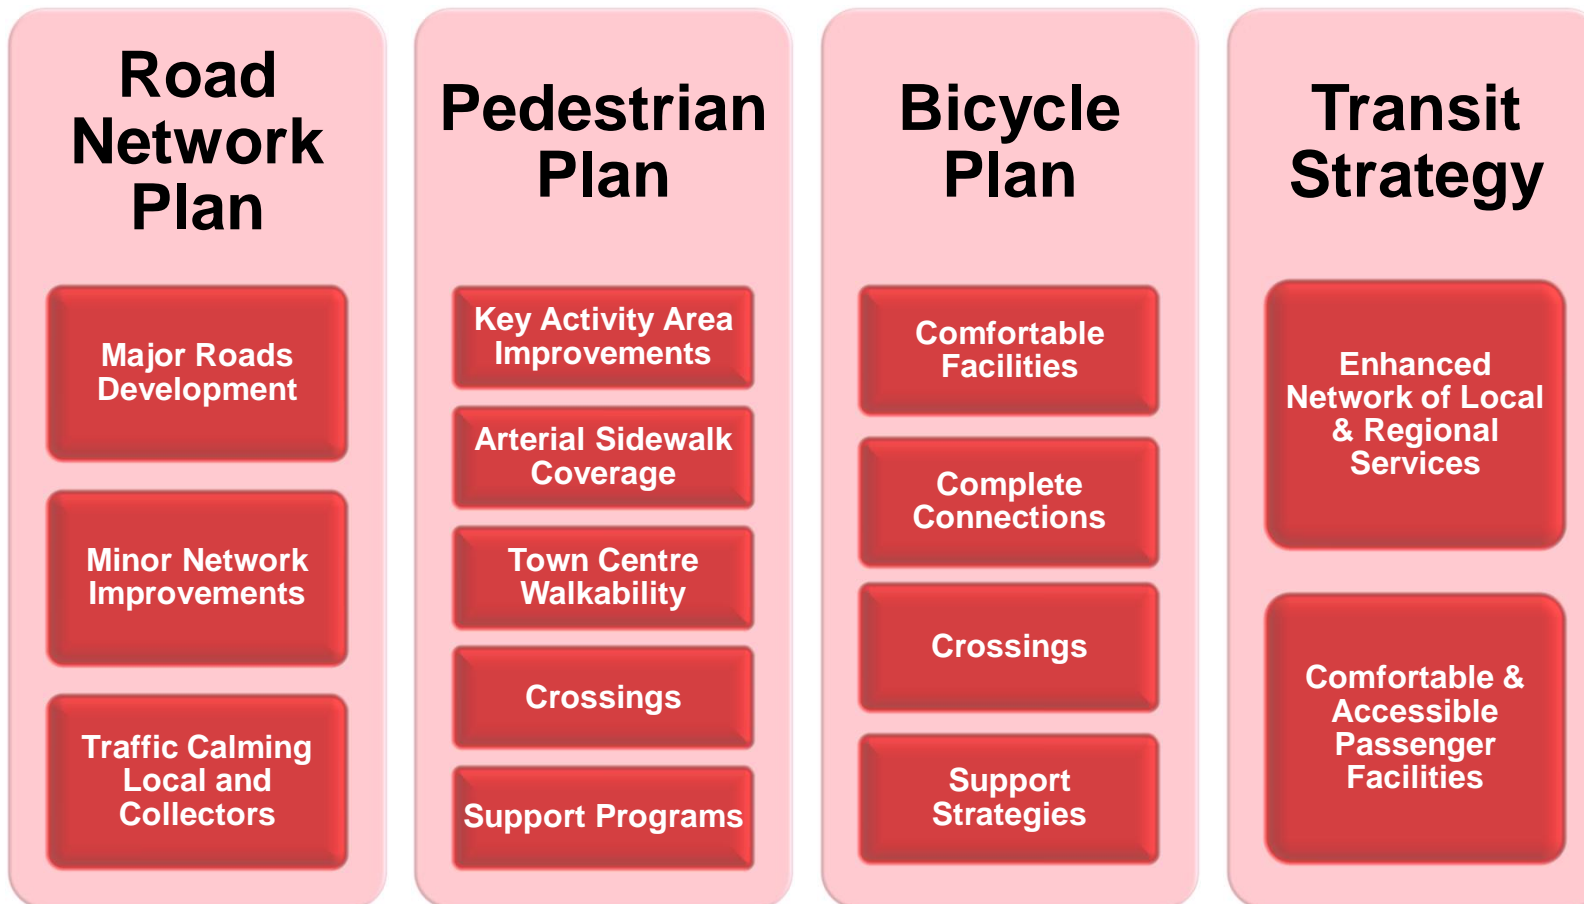 Road
Network
Plan
Major Roads
Development
Minor Network
Improvements
Traffic Calming
Local and
Collectors
Pedestrian
Plan
Key Activity Area
Improvements
Arterial Sidewalk
Coverage
Town Centre
Walkability
Crossings
Support Programs
Bicycle
Plan
Comfortable
Facilities
Complete
Connections
Crossings
Support
Strategies
Transit
Strategy
Enhanced
Network of Local
& Regional
Services
Comfortable &
Accessible
Passenger
Facilities